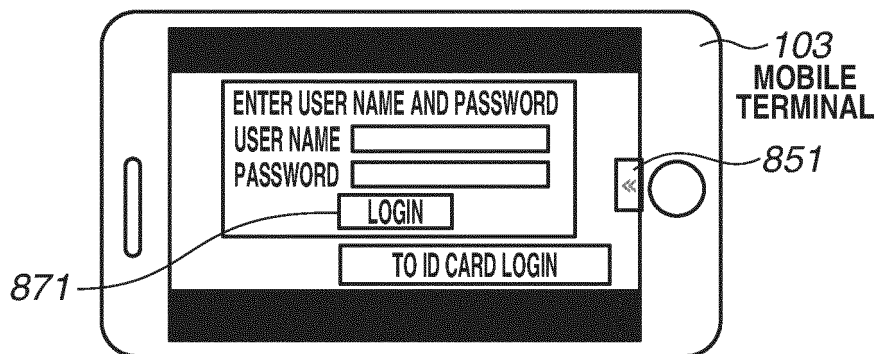 103
MOBILE
TERMINAL
ENTER USER NAME AND PASSWORD
USER NAME
PASSWORD
851
«
LOGIN
TO ID CARD LOGIN
871